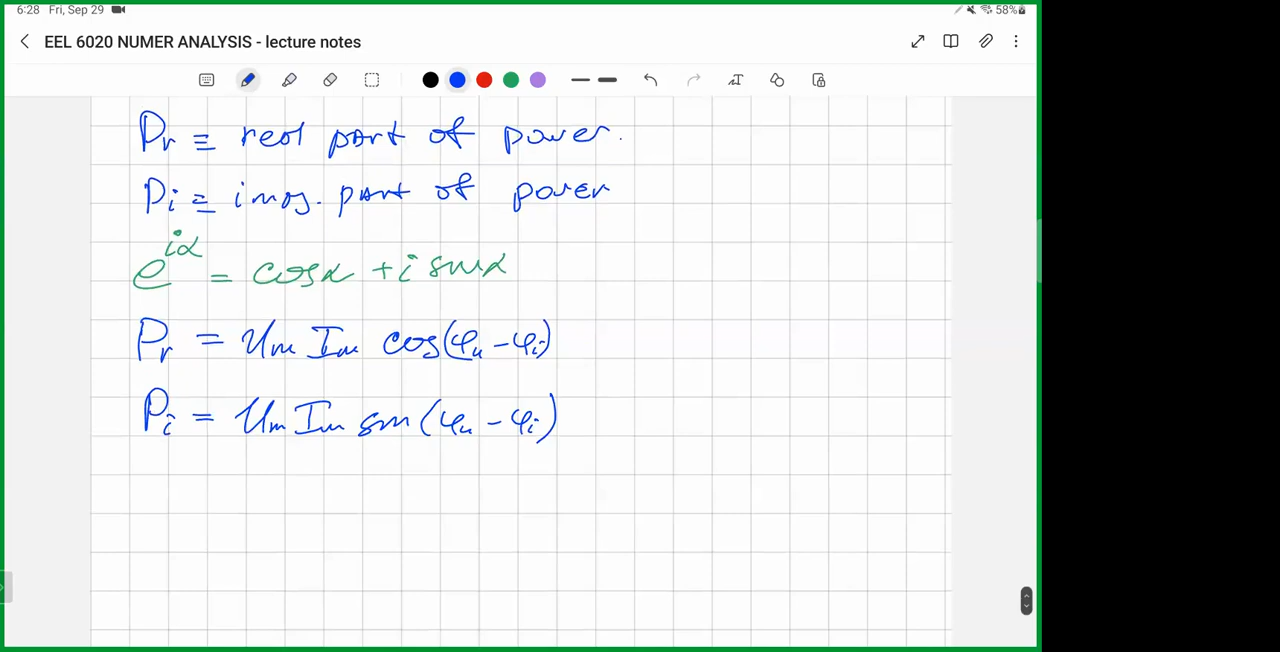 6:28 Fri, Sep 29 58%
EEL 6020 NUMER ANALYSIS - lecture notes
Pr ≡ real part of power.
Pi ≡ imag. part of power
e^{iα} = cosα + i sinα
Pr = Um Im cos(φu − φi)
Pi = Um Im sin(φu − φi)